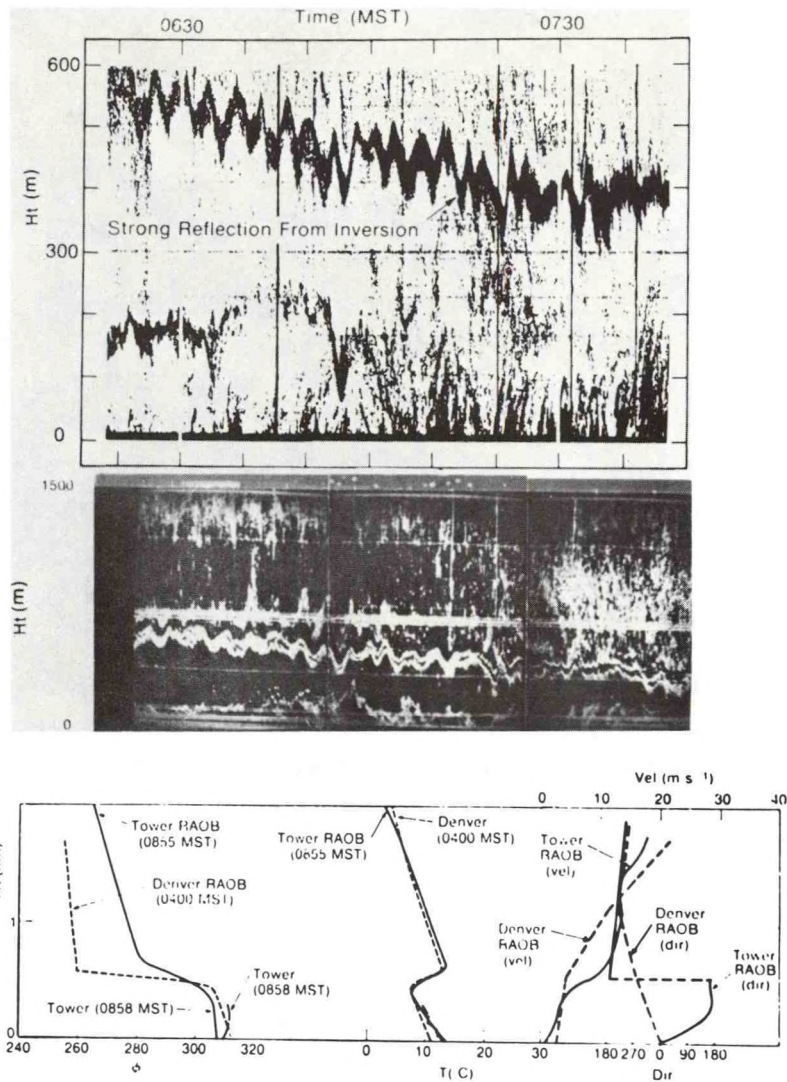 Time (MST)
0630
0730
600
Ht (m)
Strong Reflection From Inversion
300
0
1500
Ht (m)
0
Vel (m s⁻¹)
0 10 20 30 40
Tower RAOB
(0855 MST)
Denver RAOB
(0400 MST)
Tower (0858 MST)
Tower
(0858 MST)
Tower RAOB
(0855 MST)
Denver
(0400 MST)
Tower
RAOB
(vel)
Denver
RAOB
(vel)
Denver
RAOB
(dir)
Tower
RAOB
(dir)
1
0
240 260 280 300 320
0 10 20 30
180 270 0 90 180
ϕ
T( C)
Dir